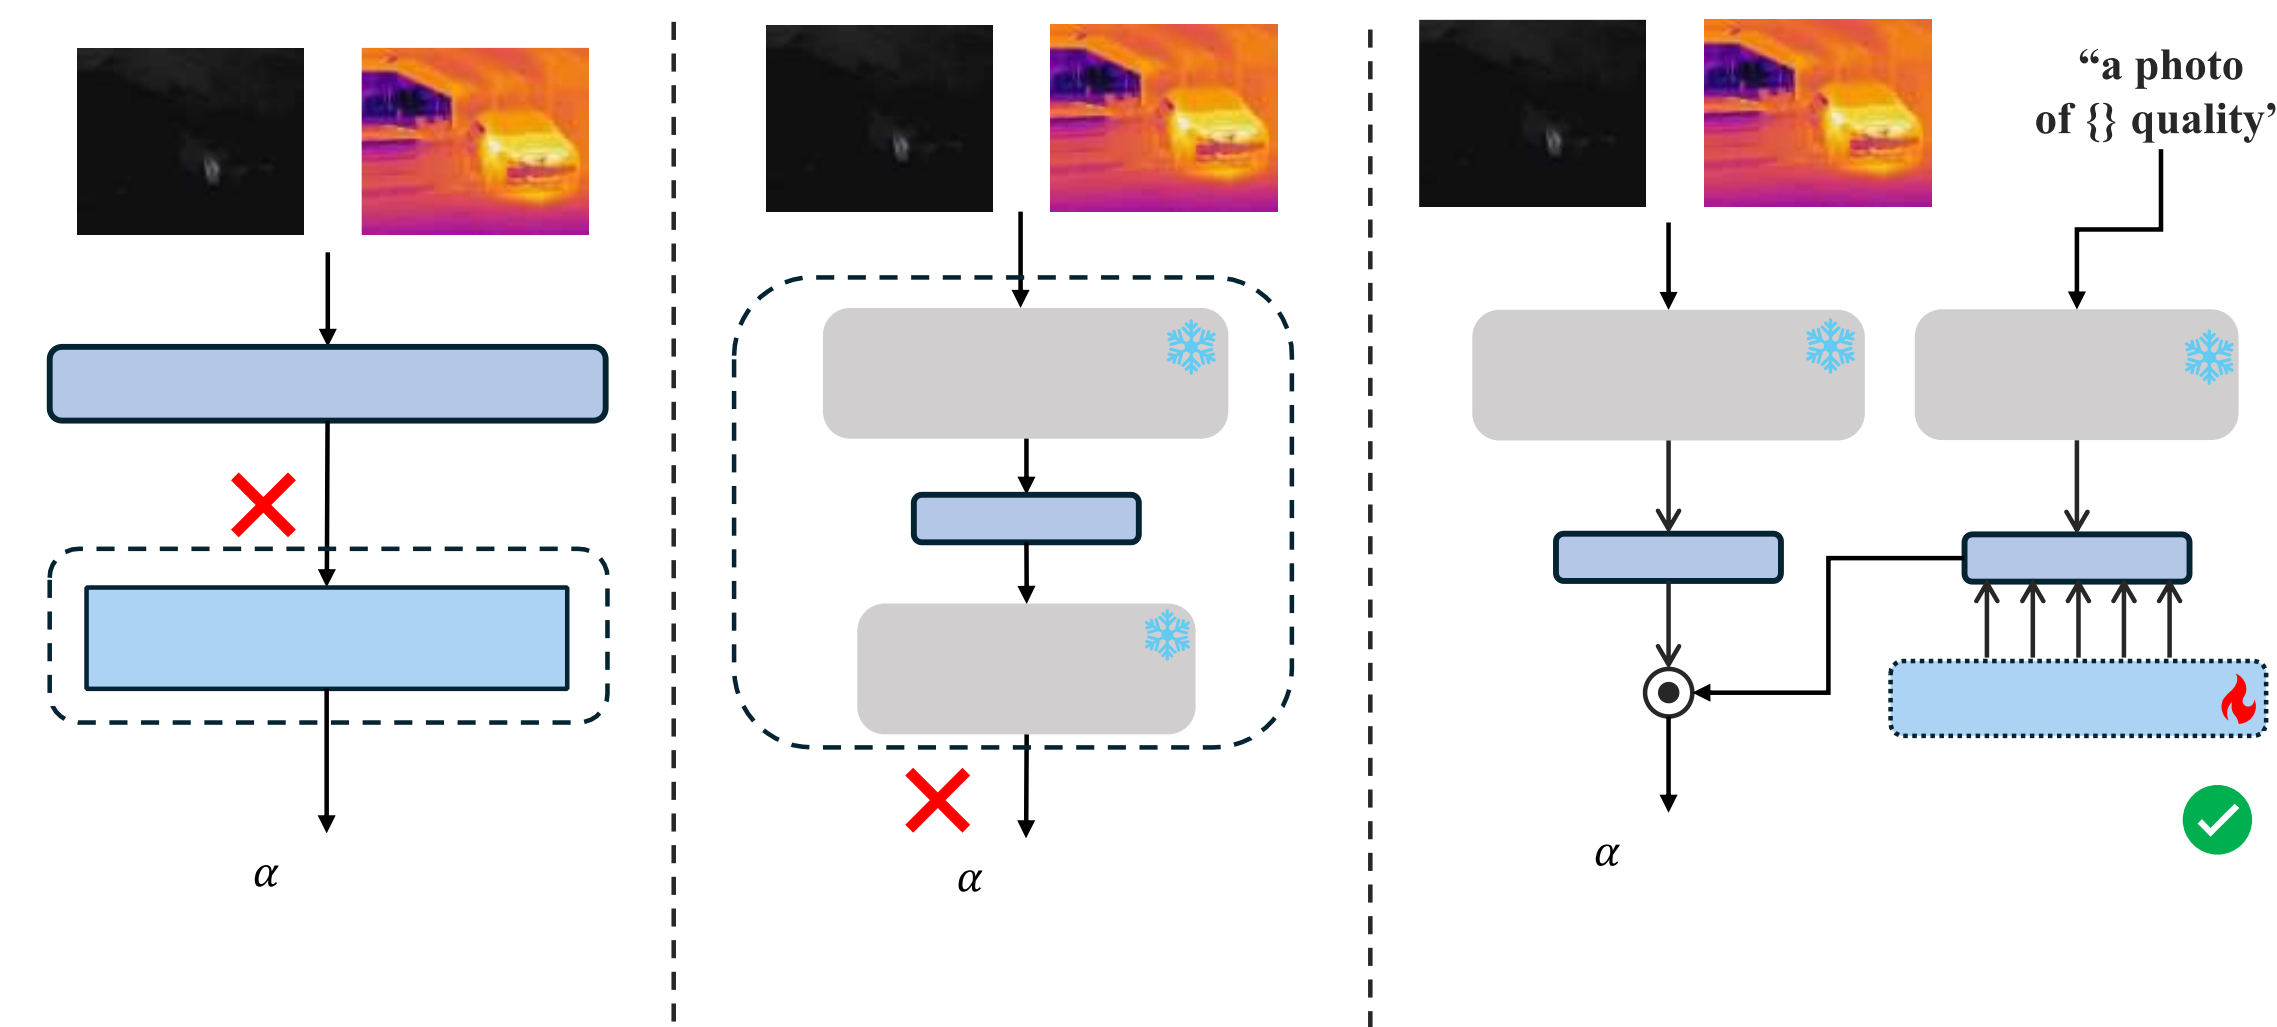 “a photo
of {} quality’
α
α
α